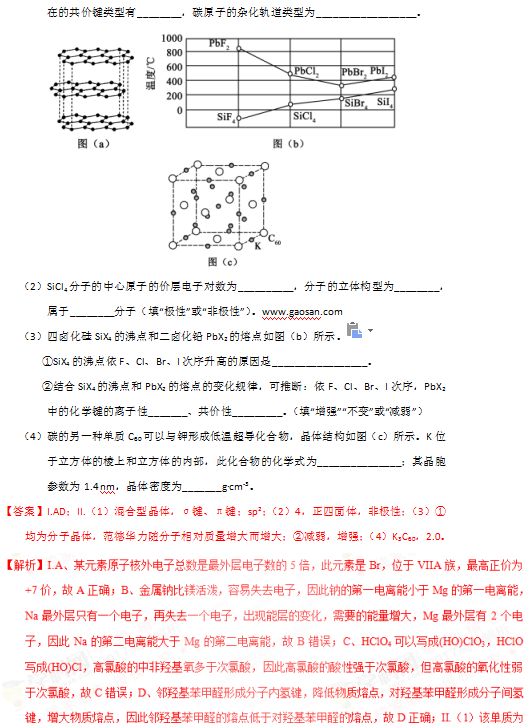 在的共价键类型有________，碳原子的杂化轨道类型为__________________。
1000
800
600
400
200
0
温度/℃
PbF₂
PbCl₂
PbBr₂
PbI₂
SiF₄
SiCl₄
SiBr₄
SiI₄
图（a）
图（b）
K
C₆₀
图（c）
（2）SiCl₄分子的中心原子的价层电子对数为__________，分子的立体构型为________，
属于________分子（填“极性”或“非极性”）。www.gaosan.com
（3）四卤化硅SiX₄的沸点和二卤化铅PbX₂的熔点如图（b）所示。
①SiX₄的沸点依F、Cl、Br、I次序升高的原因是_________________。
②结合SiX₄的沸点和PbX₂的熔点的变化规律，可推断：依F、Cl、Br、I次序，PbX₂
中的化学键的离子性_______、共价性_________。（填“增强”“不变”或“减弱”）
（4）碳的另一种单质C₆₀可以与钾形成低温超导化合物，晶体结构如图（c）所示。K位
于立方体的棱上和立方体的内部，此化合物的化学式为_______________；其晶胞
参数为1.4 nm，晶体密度为_______g·cm⁻³。
【答案】I.AD；II.（1）混合型晶体，σ键、π键；sp²；（2）4，正四面体，非极性；（3）①
均为分子晶体，范德华力随分子相对质量增大而增大；②减弱，增强；（4）K₃C₆₀，2.0。
【解析】I.A、某元素原子核外电子总数是最外层电子数的5倍，此元素是Br，位于VIIA族，最高正价为
+7价，故A正确；B、金属钠比镁活泼，容易失去电子，因此钠的第一电离能小于Mg的第一电离能，
Na最外层只有一个电子，再失去一个电子，出现能层的变化，需要的能量增大，Mg最外层有2个电
子，因此Na的第二电离能大于Mg的第二电离能，故B错误；C、HClO₄可以写成(HO)ClO₃，HClO
写成(HO)Cl，高氯酸的中非羟基氧多于次氯酸，因此高氯酸的酸性强于次氯酸，但高氯酸的氧化性弱
于次氯酸，故C错误；D、邻羟基苯甲醛形成分子内氢键，降低物质熔点，对羟基苯甲醛形成分子间氢
键，增大物质熔点，因此邻羟基苯甲醛的熔点低于对羟基苯甲醛的熔点，故D正确；II.（1）该单质为